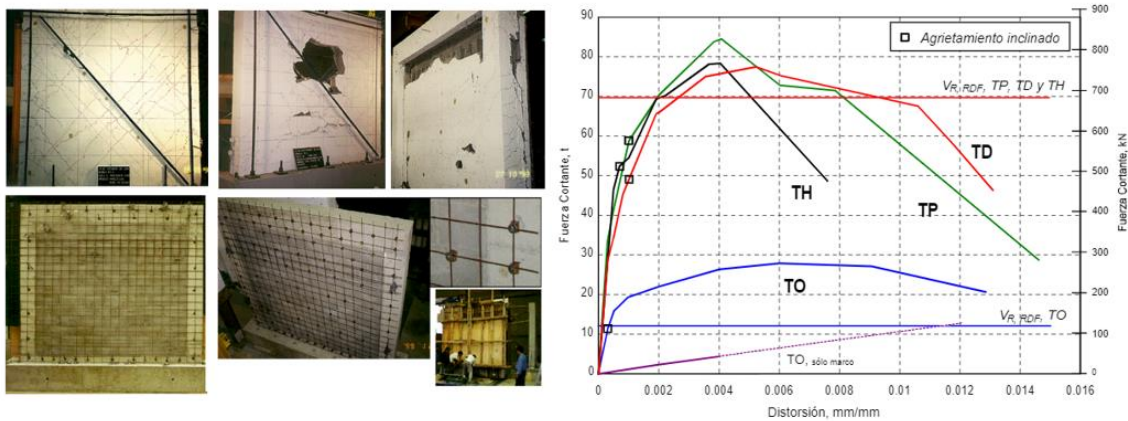 90
80
70
60
50
40
30
20
10
0
Fuerza Cortante, t
900
800
700
600
500
400
300
200
100
0
Fuerza Cortante, kN
Agrietamiento inclinado
V_R, RDF, TP, TD y TH
TD
TH
TP
TO
V_R, RDF, TO
TO, sólo marco
0 0.002 0.004 0.006 0.008 0.01 0.012 0.014 0.016
Distorsión, mm/mm